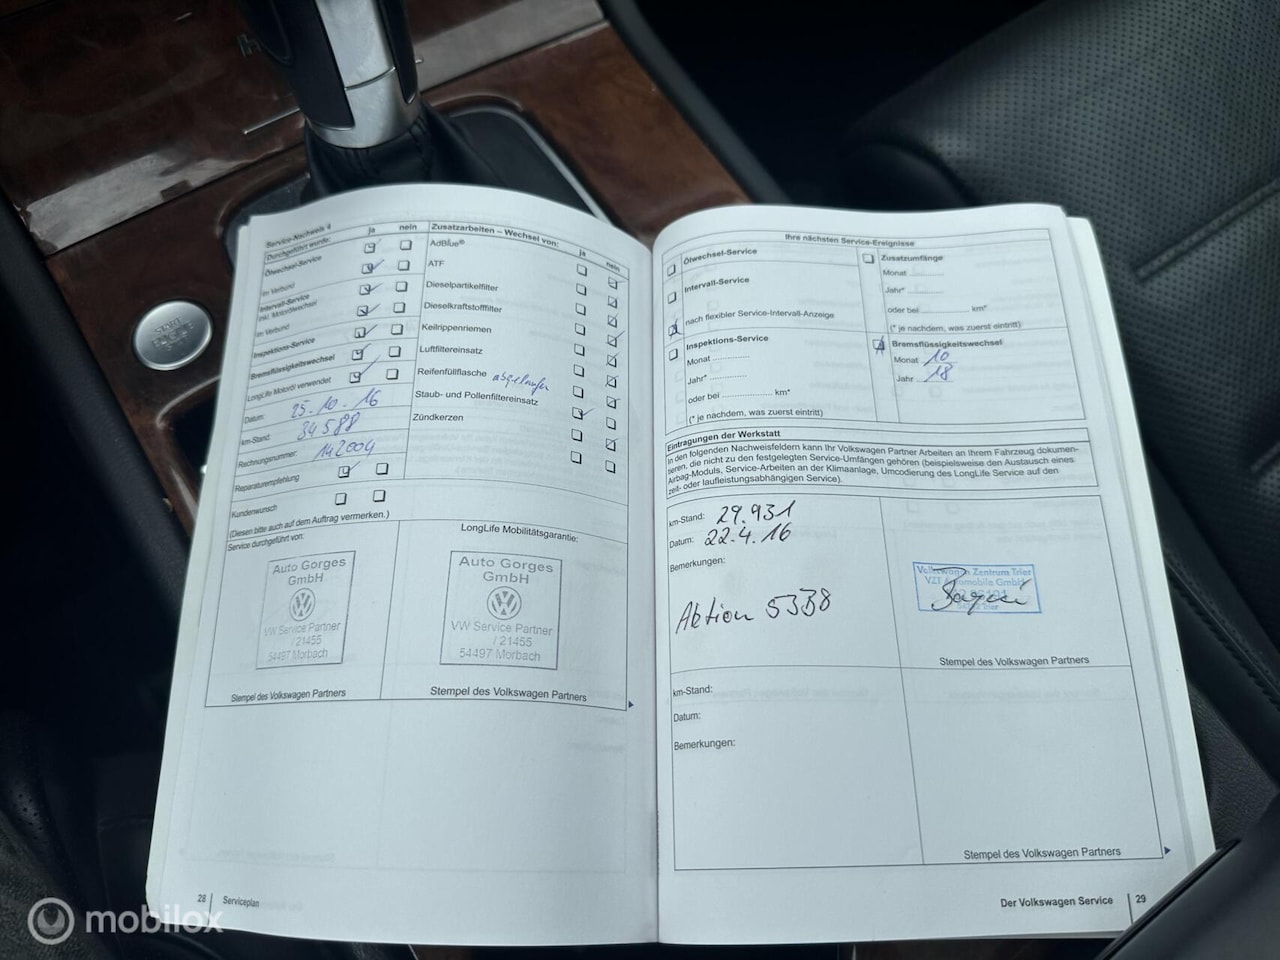 START
Service-Nachweis 4
Durchgeführt wurde: ja nein
Ölwechsel-Service
im Verbund
Intervall-Service
inkl. Motorölwechsel
im Verbund
Inspektions-Service
Bremsflüssigkeitswechsel
LongLife Motoröl verwendet
Datum: 25.10.16
km-Stand: 34588
Rechnungsnummer: 142004
Reparaturempfehlung
Kundenwunsch
(Diesen bitte auch auf dem Auftrag vermerken.)
Zusatzarbeiten – Wechsel von: ja nein
AdBlue®
ATF
Dieselpartikelfilter
Dieselkraftstofffilter
Keilrippenriemen
Luftfiltereinsatz
Reifenfüllflasche abgelaufen
Staub- und Pollenfiltereinsatz
Zündkerzen
Service durchgeführt von:
Auto Gorges
GmbH
VW Service Partner
/ 21455
54497 Morbach
Stempel des Volkswagen Partners
LongLife Mobilitätsgarantie:
Auto Gorges
GmbH
VW Service Partner
/ 21455
54497 Morbach
Stempel des Volkswagen Partners
28 Serviceplan
Ihre nächsten Service-Ereignisse
Ölwechsel-Service
Intervall-Service
nach flexibler Service-Intervall-Anzeige
Inspektions-Service
Monat ............
Jahr* ............
oder bei ................ km*
(* je nachdem, was zuerst eintritt)
Zusatzumfänge
Monat ..........
Jahr* ..........
oder bei ............ km*
(* je nachdem, was zuerst eintritt)
Bremsflüssigkeitswechsel
Monat 10
Jahr 18
Eintragungen der Werkstatt
In den folgenden Nachweisfeldern kann Ihr Volkswagen Partner Arbeiten an Ihrem Fahrzeug dokumen-
tieren, die nicht zu den festgelegten Service-Umfängen gehören (beispielsweise den Austausch eines
Airbag-Moduls, Service-Arbeiten an der Klimaanlage, Umcodierung des LongLife Service auf den
zeit- oder laufleistungsabhängigen Service).
km-Stand: 29.931
Datum: 22.4.16
Bemerkungen:
Aktion 53B8
Volkswagen Zentrum Trier
VZT Automobile GmbH
Trier
Stempel des Volkswagen Partners
km-Stand:
Datum:
Bemerkungen:
Stempel des Volkswagen Partners
Der Volkswagen Service 29
mobilox